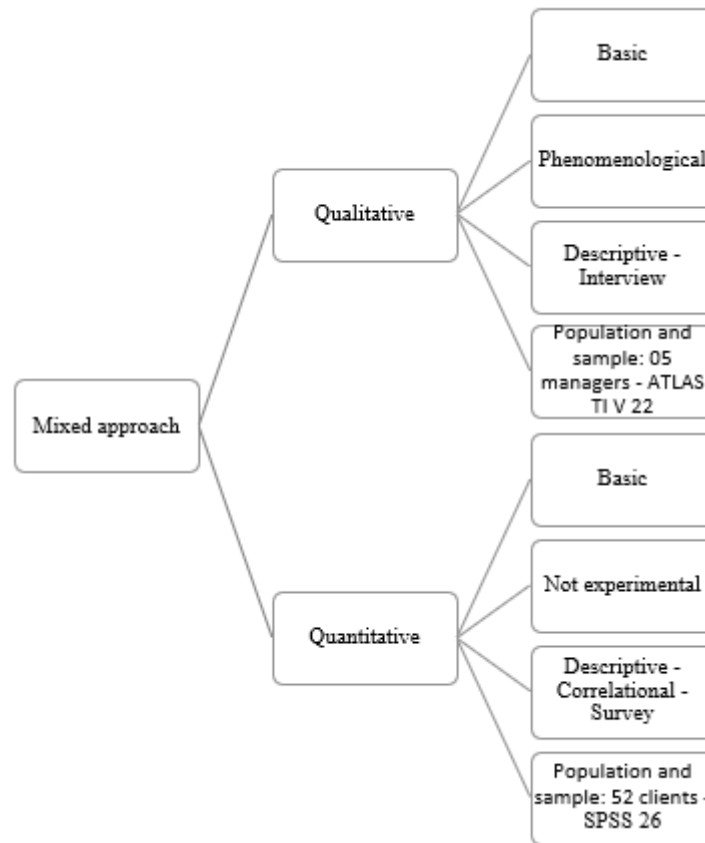 Mixed approach
Qualitative
Basic
Phenomenological
Descriptive -
Interview
Population and
sample: 05
managers - ATLAS
TI V 22
Quantitative
Basic
Not experimental
Descriptive -
Correlational -
Survey
Population and
sample: 52 clients -
SPSS 26